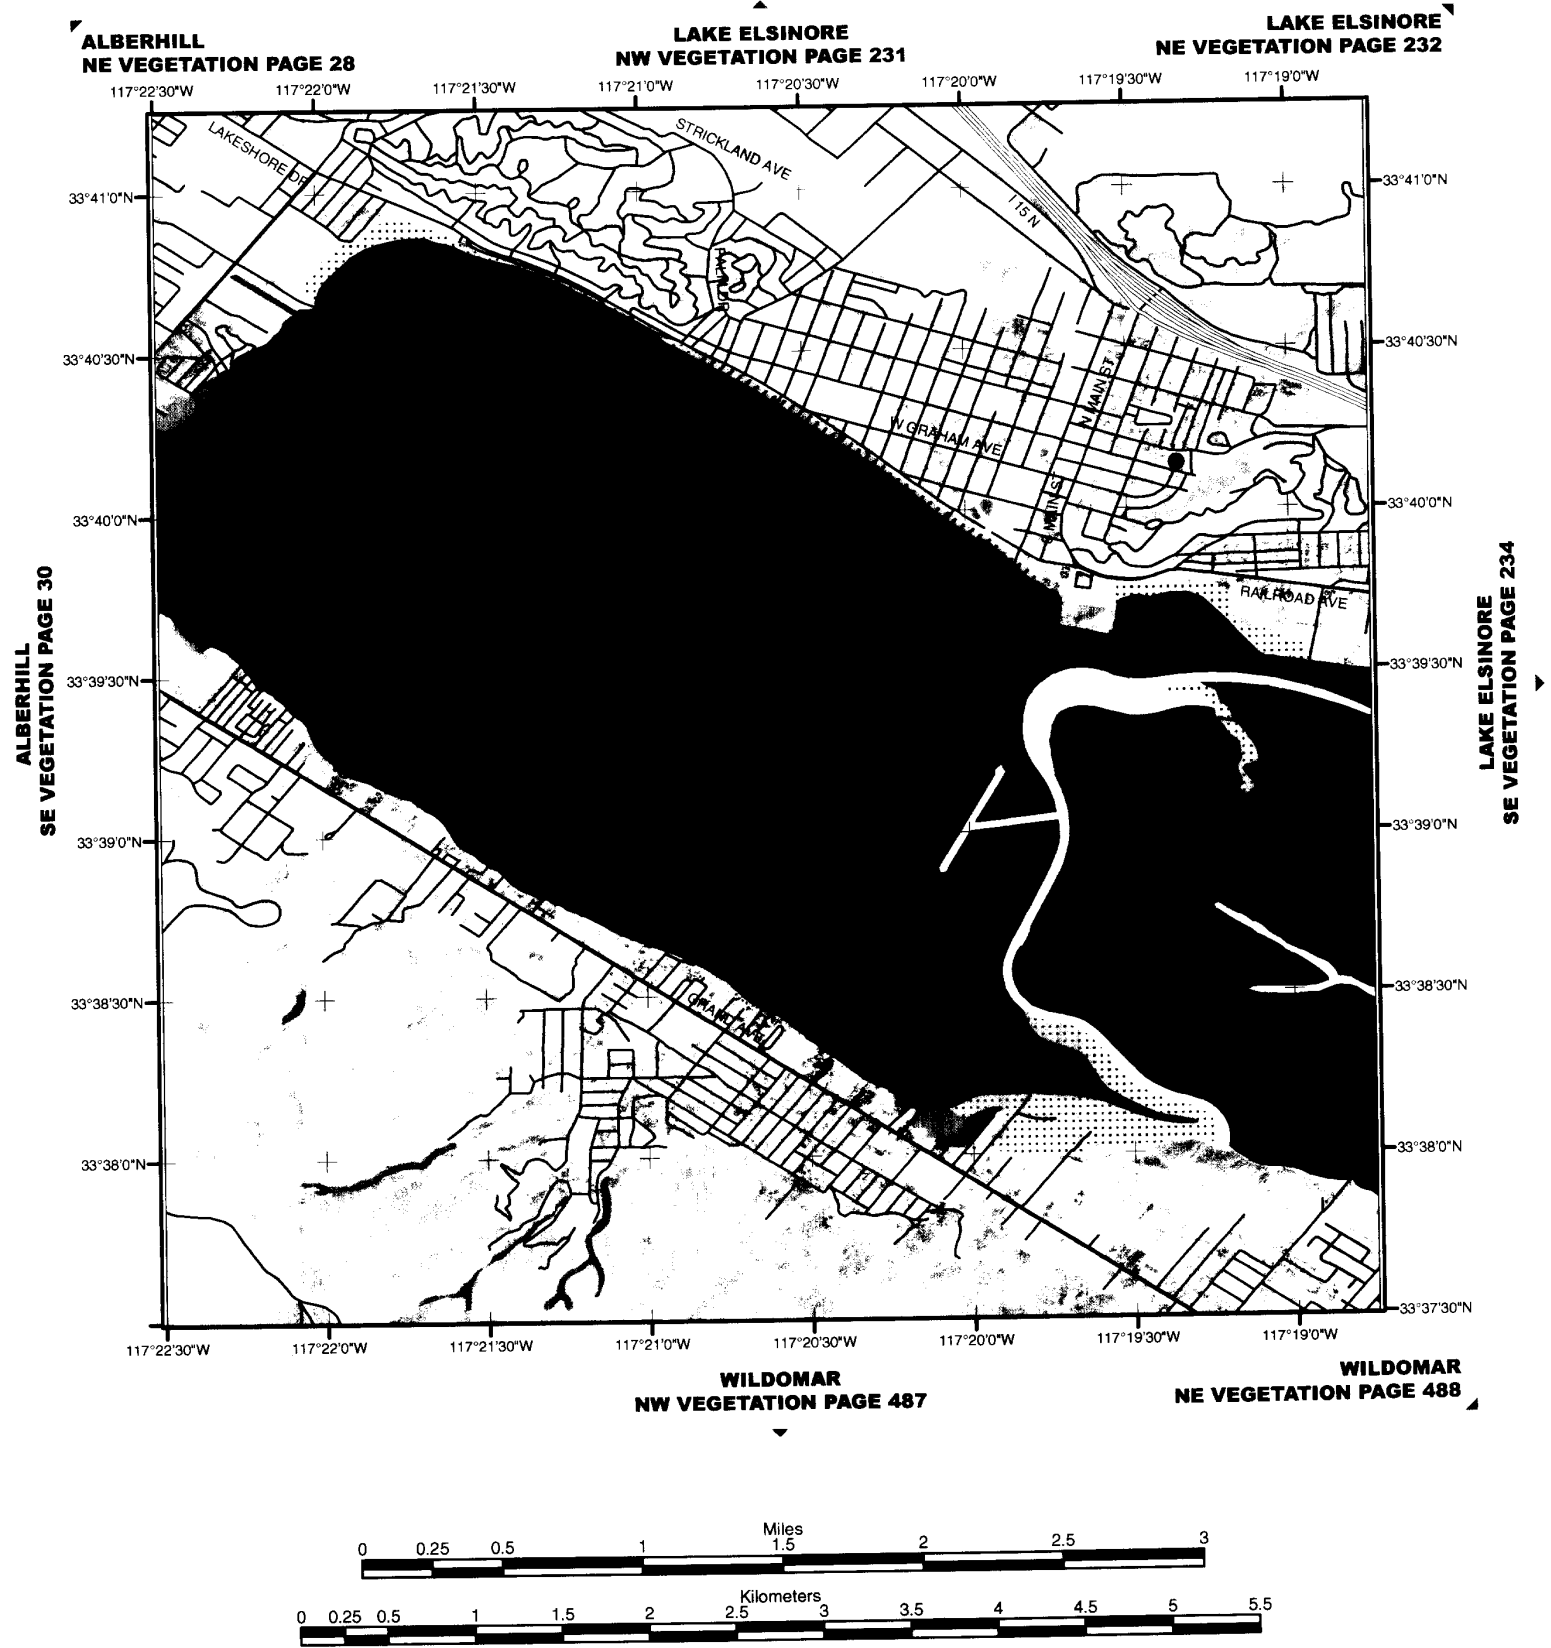 ALBERHILL
NE VEGETATION PAGE 28
LAKE ELSINORE
NW VEGETATION PAGE 231
LAKE ELSINORE
NE VEGETATION PAGE 232
117°22'30"W
117°22'0"W
117°21'30"W
117°21'0"W
117°20'30"W
117°20'0"W
117°19'30"W
117°19'0"W
LAKESHORE DR
STRICKLAND AVE
I 15 N
33°41'0"N
33°41'0"N
33°40'30"N
33°40'30"N
N MAIN ST
W GRAHAM AVE
33°40'0"N
33°40'0"N
RAILROAD AVE
ALBERHILL
SE VEGETATION PAGE 30
LAKE ELSINORE
SE VEGETATION PAGE 234
33°39'30"N
33°39'30"N
33°39'0"N
33°39'0"N
33°38'30"N
33°38'30"N
GRAND AVE
33°38'0"N
33°38'0"N
33°37'30"N
117°22'30"W
117°22'0"W
117°21'30"W
117°21'0"W
117°20'30"W
117°20'0"W
117°19'30"W
117°19'0"W
WILDOMAR
NW VEGETATION PAGE 487
WILDOMAR
NE VEGETATION PAGE 488
Miles
0 0.25 0.5 1 1.5 2 2.5 3
Kilometers
0 0.25 0.5 1 1.5 2 2.5 3 3.5 4 4.5 5 5.5